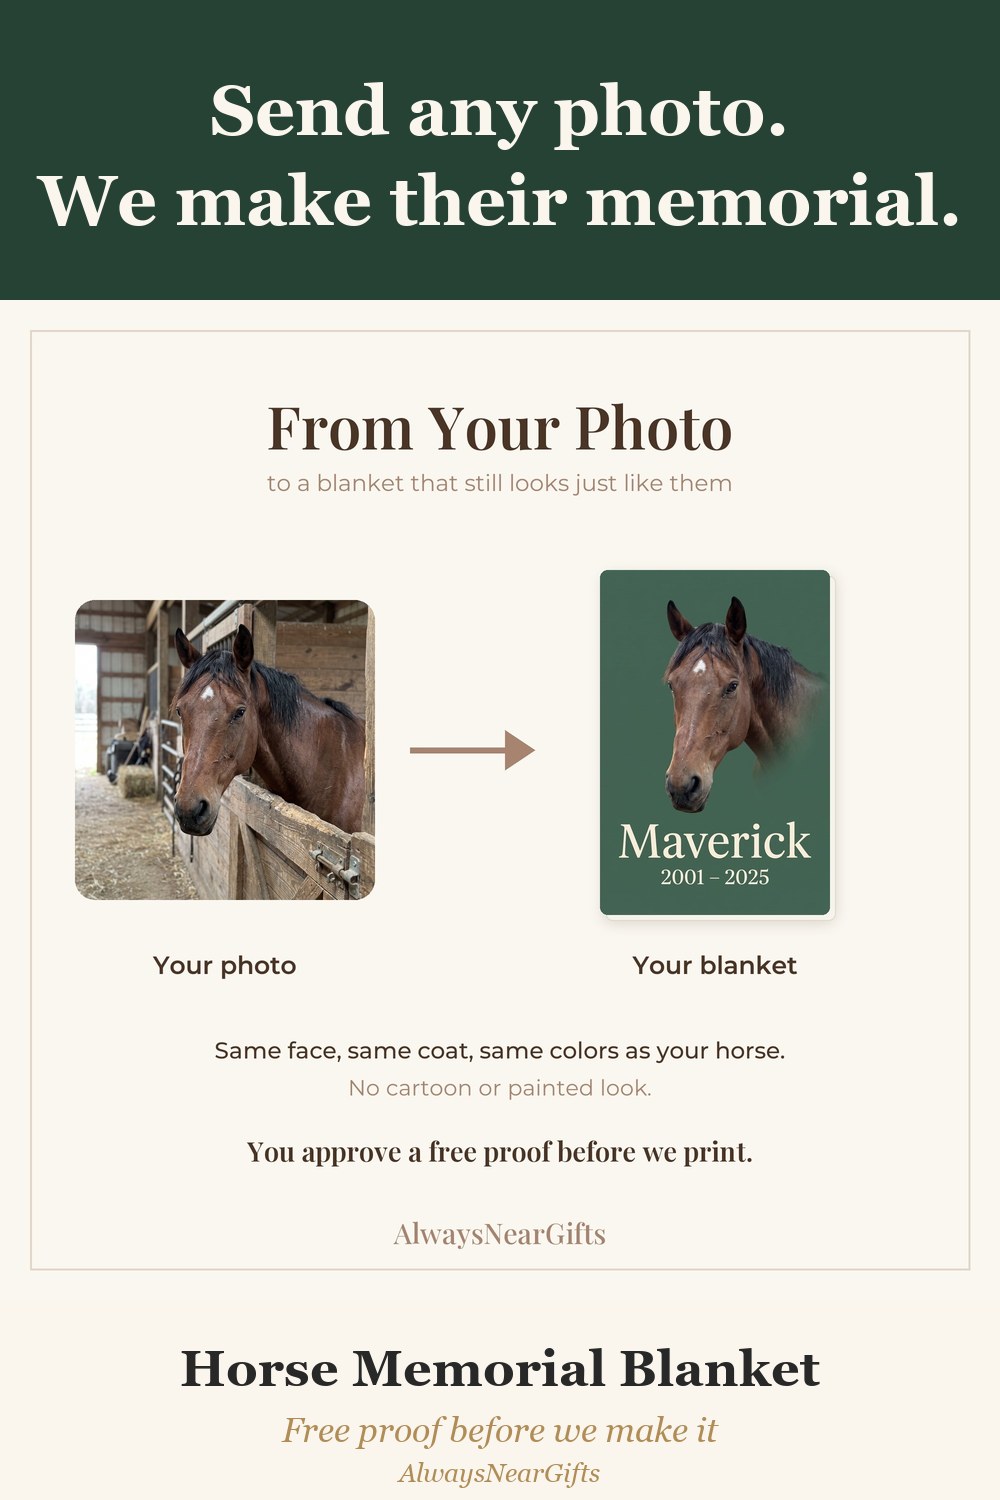 Send any photo.
We make their memorial.
From Your Photo
to a blanket that still looks just like them
Maverick
2001 – 2025
Your photo
Your blanket
Same face, same coat, same colors as your horse.
No cartoon or painted look.
You approve a free proof before we print.
AlwaysNearGifts
Horse Memorial Blanket
Free proof before we make it
AlwaysNearGifts